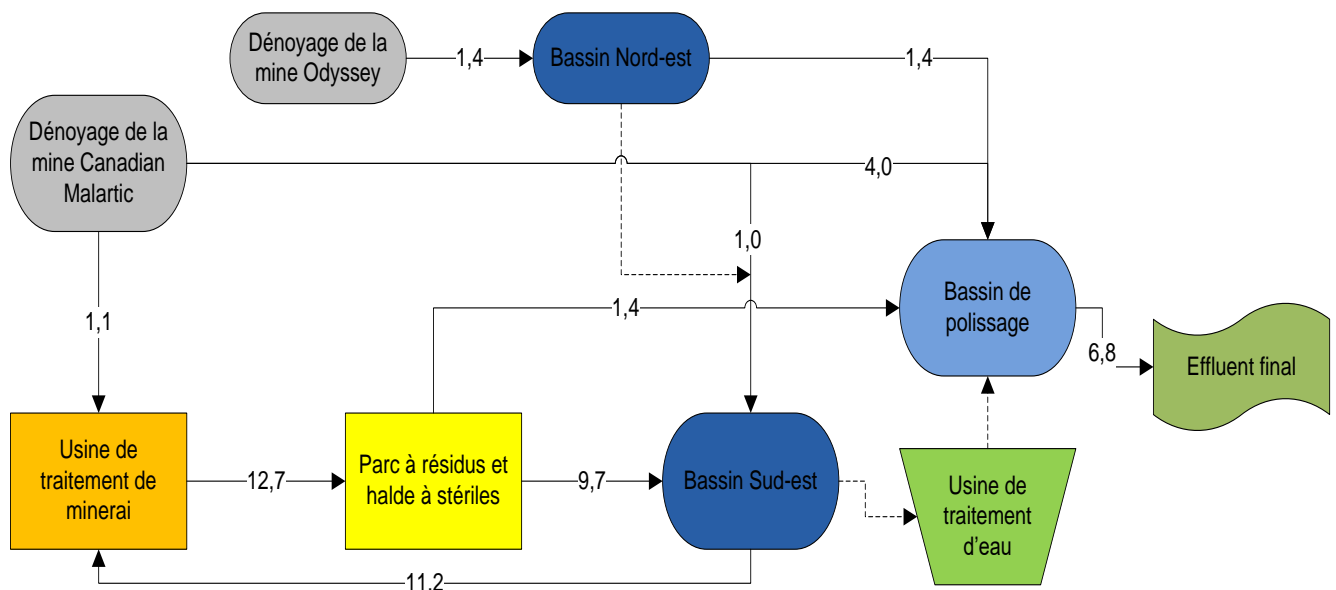 Dénoyage de la
mine Odyssey
1,4
Bassin Nord-est
1,4
Dénoyage de la
mine Canadian
Malartic
4,0
1,0
1,1
1,4
Bassin de
polissage
6,8
Effluent final
Usine de
traitement de
minerai
12,7
Parc à résidus et
halde à stériles
9,7
Bassin Sud-est
Usine de
traitement
d'eau
11,2